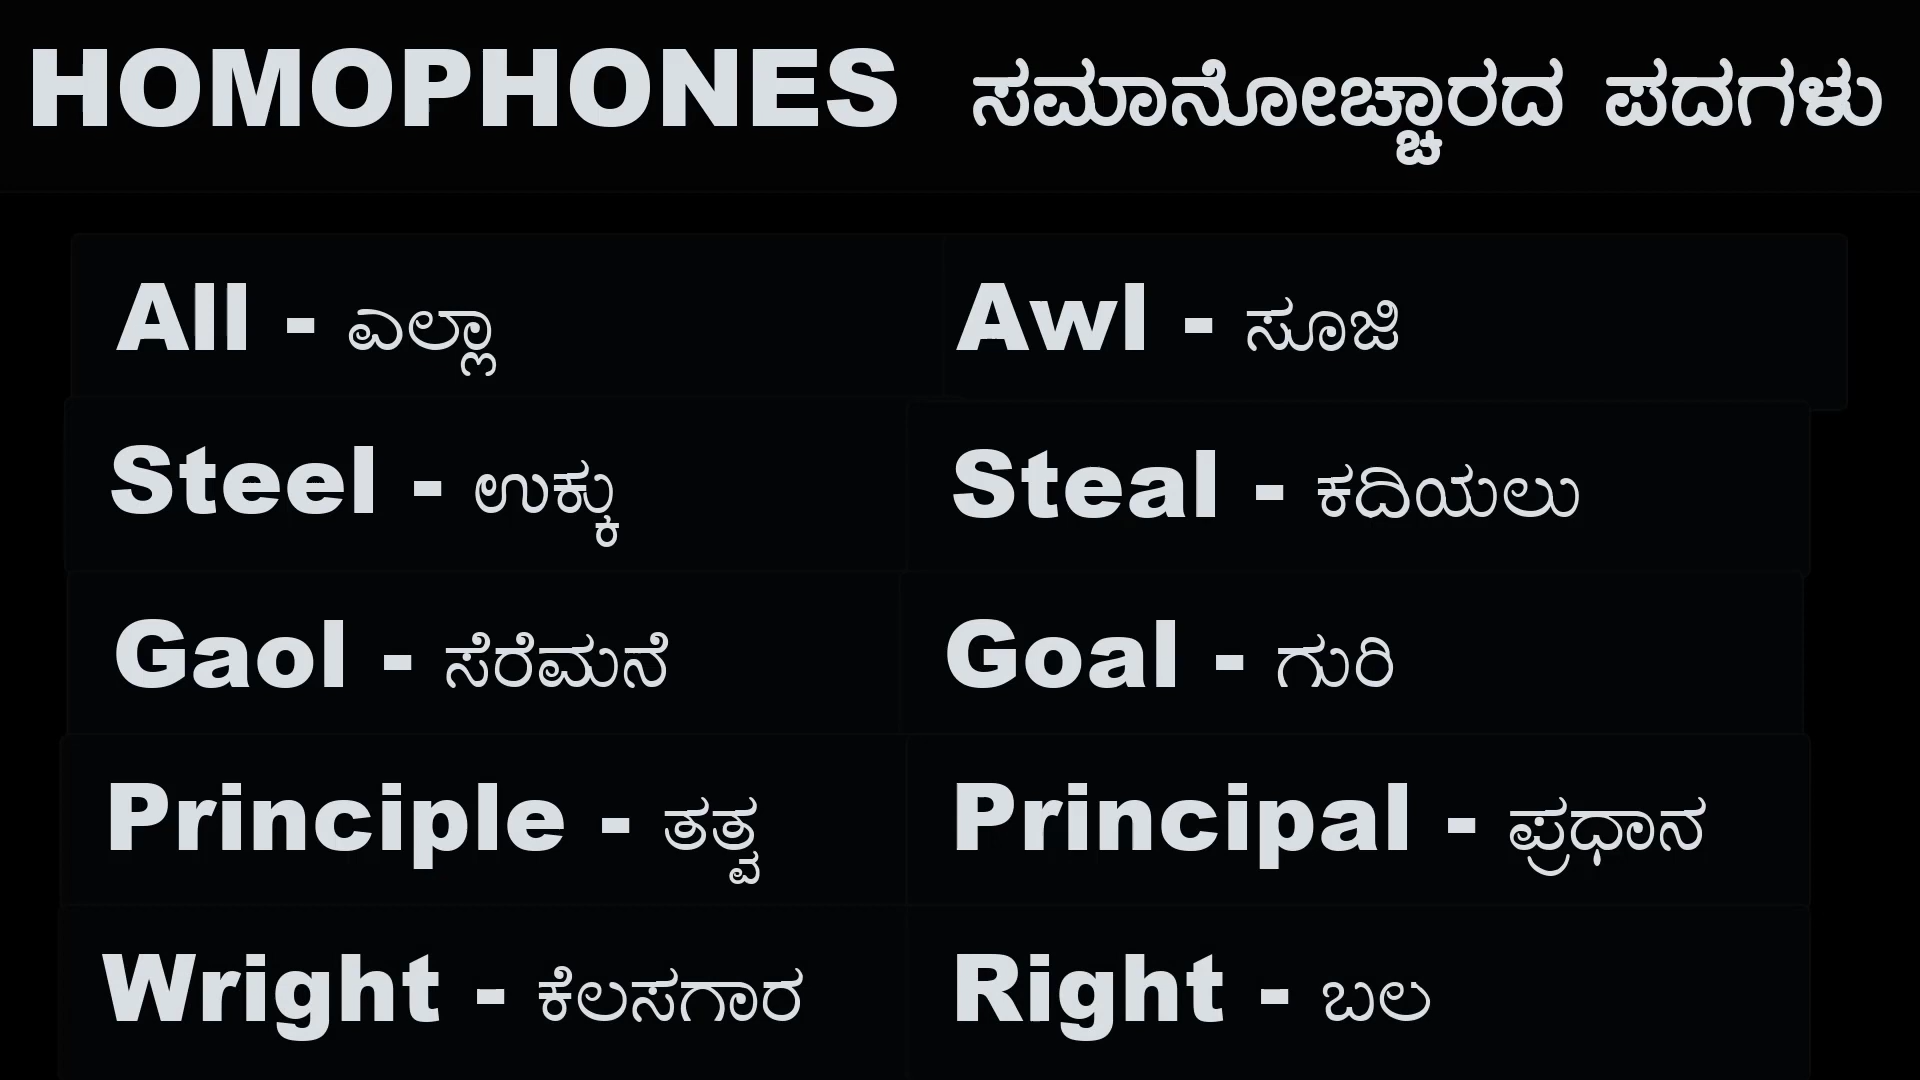 HOMOPHONES ಸಮಾನೋಚ್ಚಾರದ ಪದಗಳು
All - ಎಲ್ಲಾ Awl - ಸೂಜಿ
Steel - ಉಕ್ಕು Steal - ಕದಿಯಲು
Gaol - ಸೆರೆಮನೆ Goal - ಗುರಿ
Principle - ತತ್ವ Principal - ಪ್ರಧಾನ
Wright - ಕೆಲಸಗಾರ Right - ಬಲ